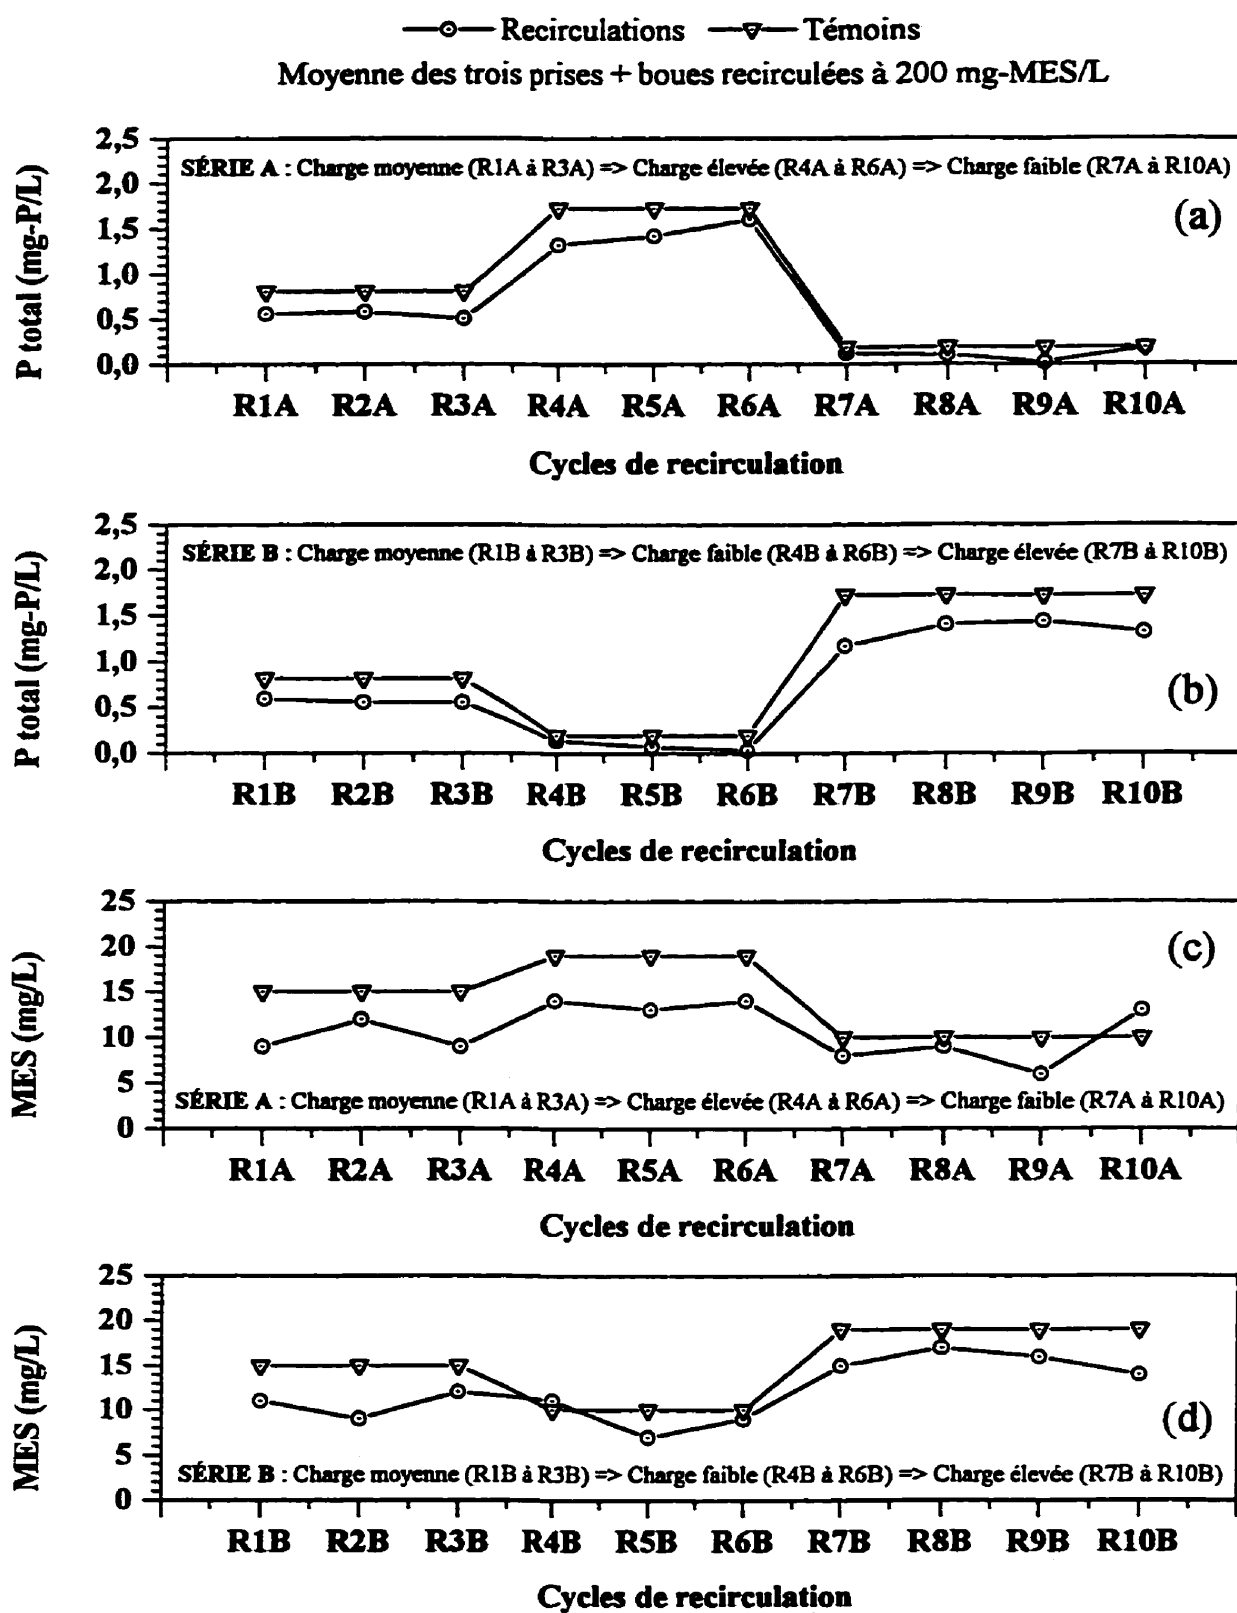 Recirculations Témoins
Moyenne des trois prises + boues recirculées à 200 mg-MES/L
P total (mg-P/L)
2,5
2,0
1,5
1,0
0,5
0,0
SÉRIE A : Charge moyenne (R1A à R3A) => Charge élevée (R4A à R6A) => Charge faible (R7A à R10A)
(a)
R1A R2A R3A R4A R5A R6A R7A R8A R9A R10A
Cycles de recirculation
P total (mg-P/L)
2,5
2,0
1,5
1,0
0,5
0,0
SÉRIE B : Charge moyenne (R1B à R3B) => Charge faible (R4B à R6B) => Charge élevée (R7B à R10B)
(b)
R1B R2B R3B R4B R5B R6B R7B R8B R9B R10B
Cycles de recirculation
MES (mg/L)
25
20
15
10
5
0
(c)
SÉRIE A : Charge moyenne (R1A à R3A) => Charge élevée (R4A à R6A) => Charge faible (R7A à R10A)
R1A R2A R3A R4A R5A R6A R7A R8A R9A R10A
Cycles de recirculation
MES (mg/L)
25
20
15
10
5
0
(d)
SÉRIE B : Charge moyenne (R1B à R3B) => Charge faible (R4B à R6B) => Charge élevée (R7B à R10B)
R1B R2B R3B R4B R5B R6B R7B R8B R9B R10B
Cycles de recirculation